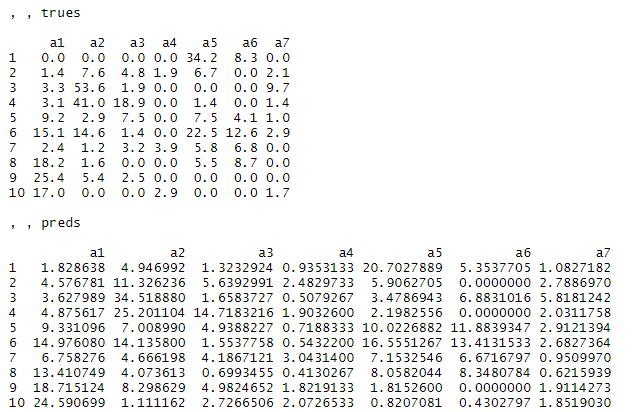 , , trues
a1 a2 a3 a4 a5 a6 a7
1 0.0 0.0 0.0 0.0 34.2 8.3 0.0
2 1.4 7.6 4.8 1.9 6.7 0.0 2.1
3 3.3 53.6 1.9 0.0 0.0 0.0 9.7
4 3.1 41.0 18.9 0.0 1.4 0.0 1.4
5 9.2 2.9 7.5 0.0 7.5 4.1 1.0
6 15.1 14.6 1.4 0.0 22.5 12.6 2.9
7 2.4 1.2 3.2 3.9 5.8 6.8 0.0
8 18.2 1.6 0.0 0.0 5.5 8.7 0.0
9 25.4 5.4 2.5 0.0 0.0 0.0 0.0
10 17.0 0.0 0.0 2.9 0.0 0.0 1.7
, , preds
a1 a2 a3 a4 a5 a6 a7
1 1.828638 4.946992 1.3232924 0.9353133 20.7027889 5.3537705 1.0827182
2 4.576781 11.326236 5.6392991 2.4829733 5.9062705 0.0000000 2.7886970
3 3.627989 34.518880 1.6583727 0.5079267 3.4786943 6.8831016 5.8181242
4 4.875617 25.201104 14.7183216 1.9032600 2.1982556 0.0000000 2.0311758
5 9.331096 7.008990 4.9388227 0.7188333 10.0226882 11.8839347 2.9121394
6 14.976080 14.135800 1.5537758 0.5432200 16.5551267 13.4131533 2.6827364
7 6.758276 4.666198 4.1867121 3.0431400 7.1532546 6.6716797 0.9509970
8 13.410749 4.073613 0.6993455 0.4130267 8.0582044 8.3480784 0.6215939
9 18.715124 8.298629 4.9824652 1.8219133 1.8152600 0.0000000 1.9114273
10 24.590699 1.111162 2.7266506 2.0726533 0.8207081 0.4302797 1.8519030